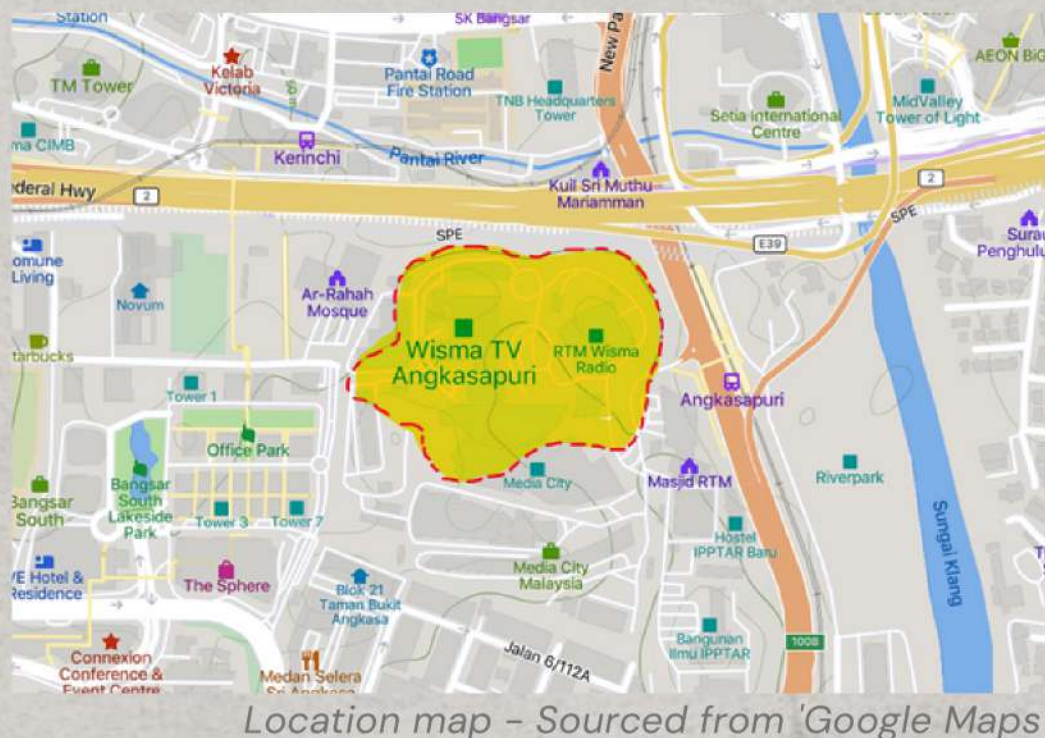 Station
SK Bangsar
New Pa
AEON BiG
TM Tower
Kelab
Victoria
Pantai Road
Fire Station
TNB Headquarters
Tower
Setia International
Centre
MidValley
Tower of Light
ma CIMB
Kerinchi
Pantai River
ederal Hwy
2
Kuil Sri Muthu
Mariamman
2
SPE
SPE
E39
Surau
Penghulu
omune
Living
Novum
Ar-Rahah
Mosque
tarbucks
Wisma TV
Angkasapuri
RTM Wisma
Radio
Tower 1
Angkasapuri
Office Park
Media City
Masjid RTM
Riverpark
Bangsar
South
Bangsar
South
Lakeside
Park
Tower 3
Tower 7
Hostel
IPPTAR Baru
Sungai Klang
VE Hotel &
Residence
The Sphere
Blok 21
Taman Bukit
Angkasa
Media City
Malaysia
Bangunan
Ilmu IPPTAR
1008
Connexion
Conference &
Event Centre
Medan Selera
Sri Angkasa
Jalan 6/112A
Location map - Sourced from 'Google Maps